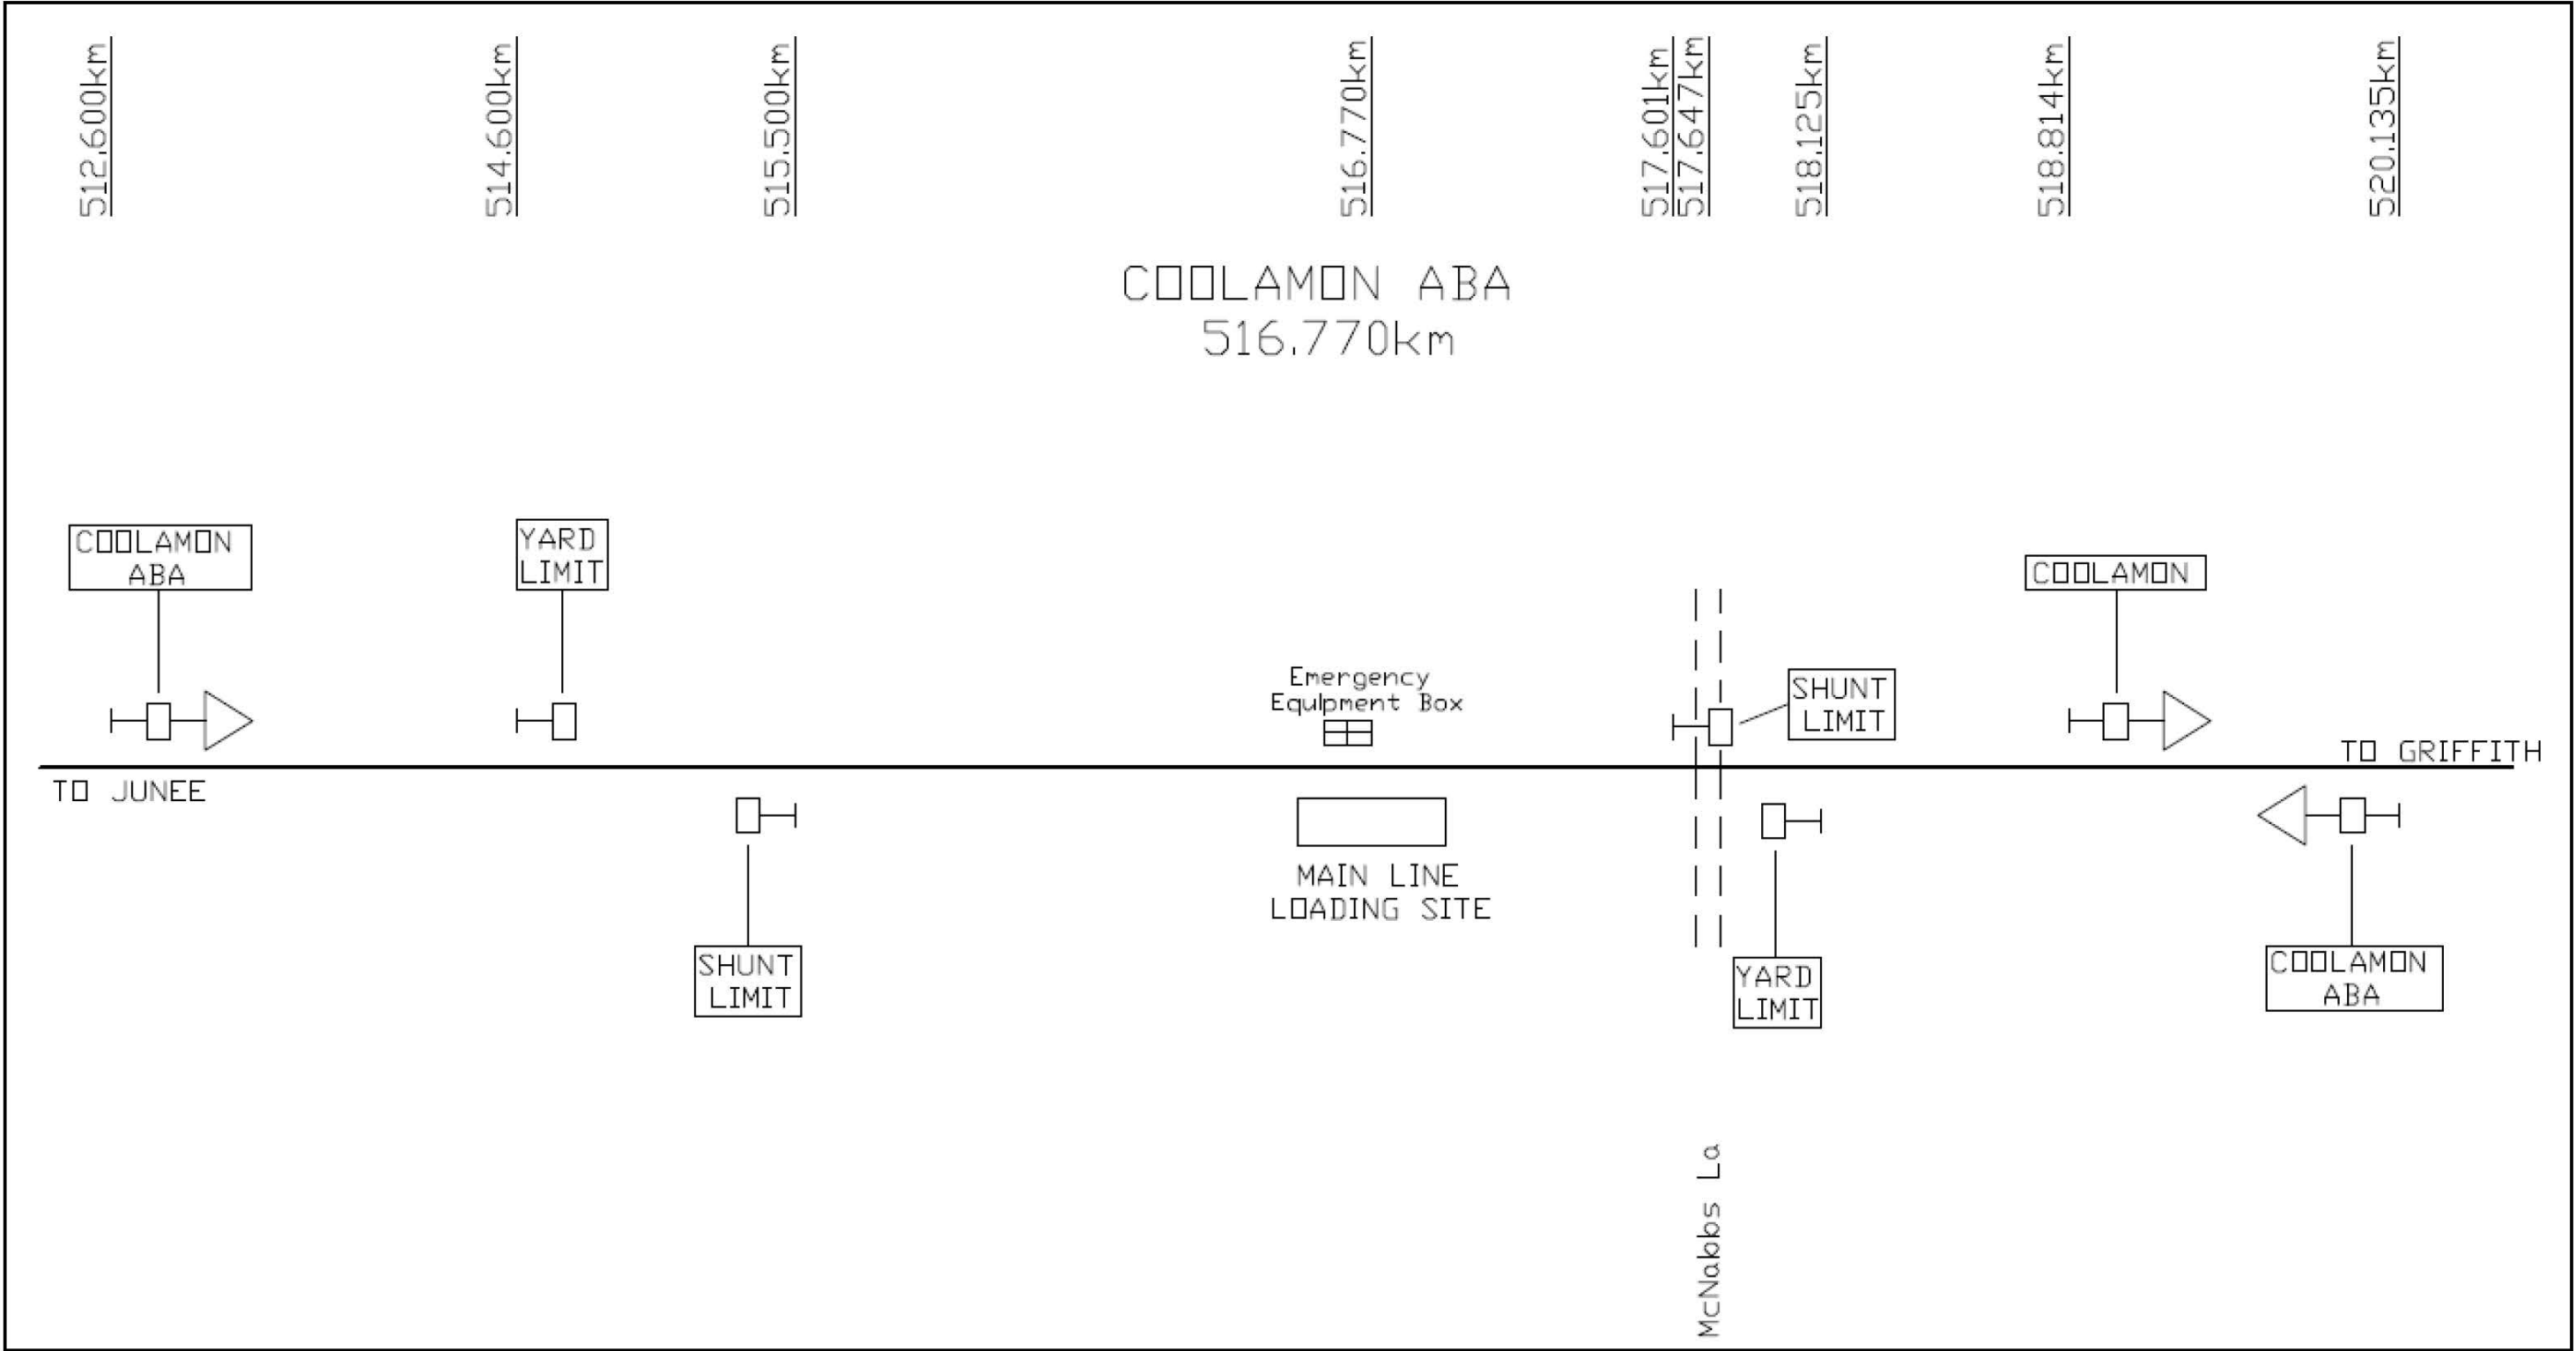 512.600km
514.600km
515.500km
516.770km
517.601km
517.647km
518.125km
518.814km
520.135km
COOLAMON ABA
516.770km
COOLAMON
ABA
YARD
LIMIT
COOLAMON
Emergency
Equipment Box
SHUNT
LIMIT
TO GRIFFITH
TO JUNEE
MAIN LINE
LOADING SITE
SHUNT
LIMIT
YARD
LIMIT
COOLAMON
ABA
McNabbs La